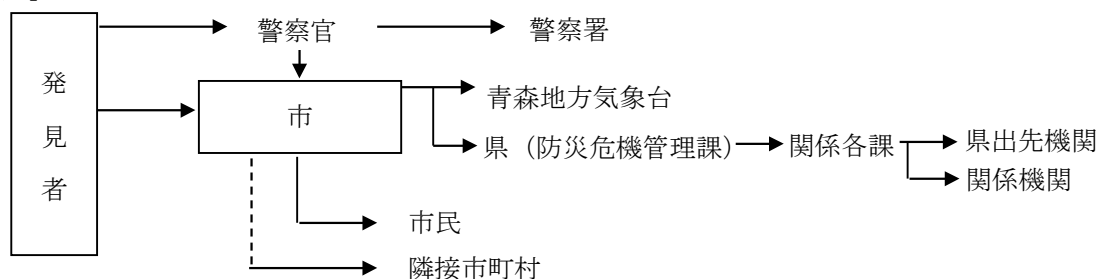 発見者
警察官
警察署
市
青森地方気象台
県（防災危機管理課）
関係各課
県出先機関
関係機関
市民
隣接市町村